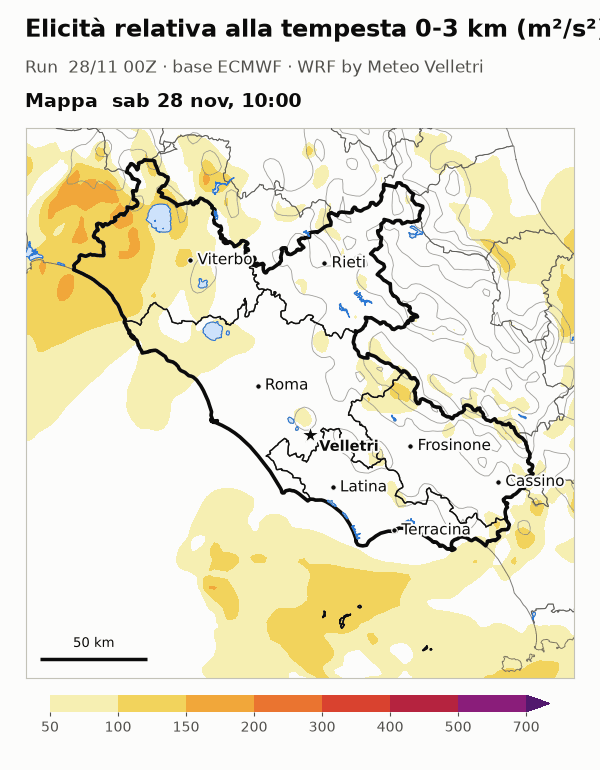 Elicità relativa alla tempesta 0-3 km (m²/s²)
Run 28/11 00Z · base ECMWF · WRF by Meteo Velletri
Mappa sab 28 nov, 10:00
Viterbo
Rieti
Roma
Velletri
Frosinone
Cassino
Latina
Terracina
50 km
50 100 150 200 300 400 500 700